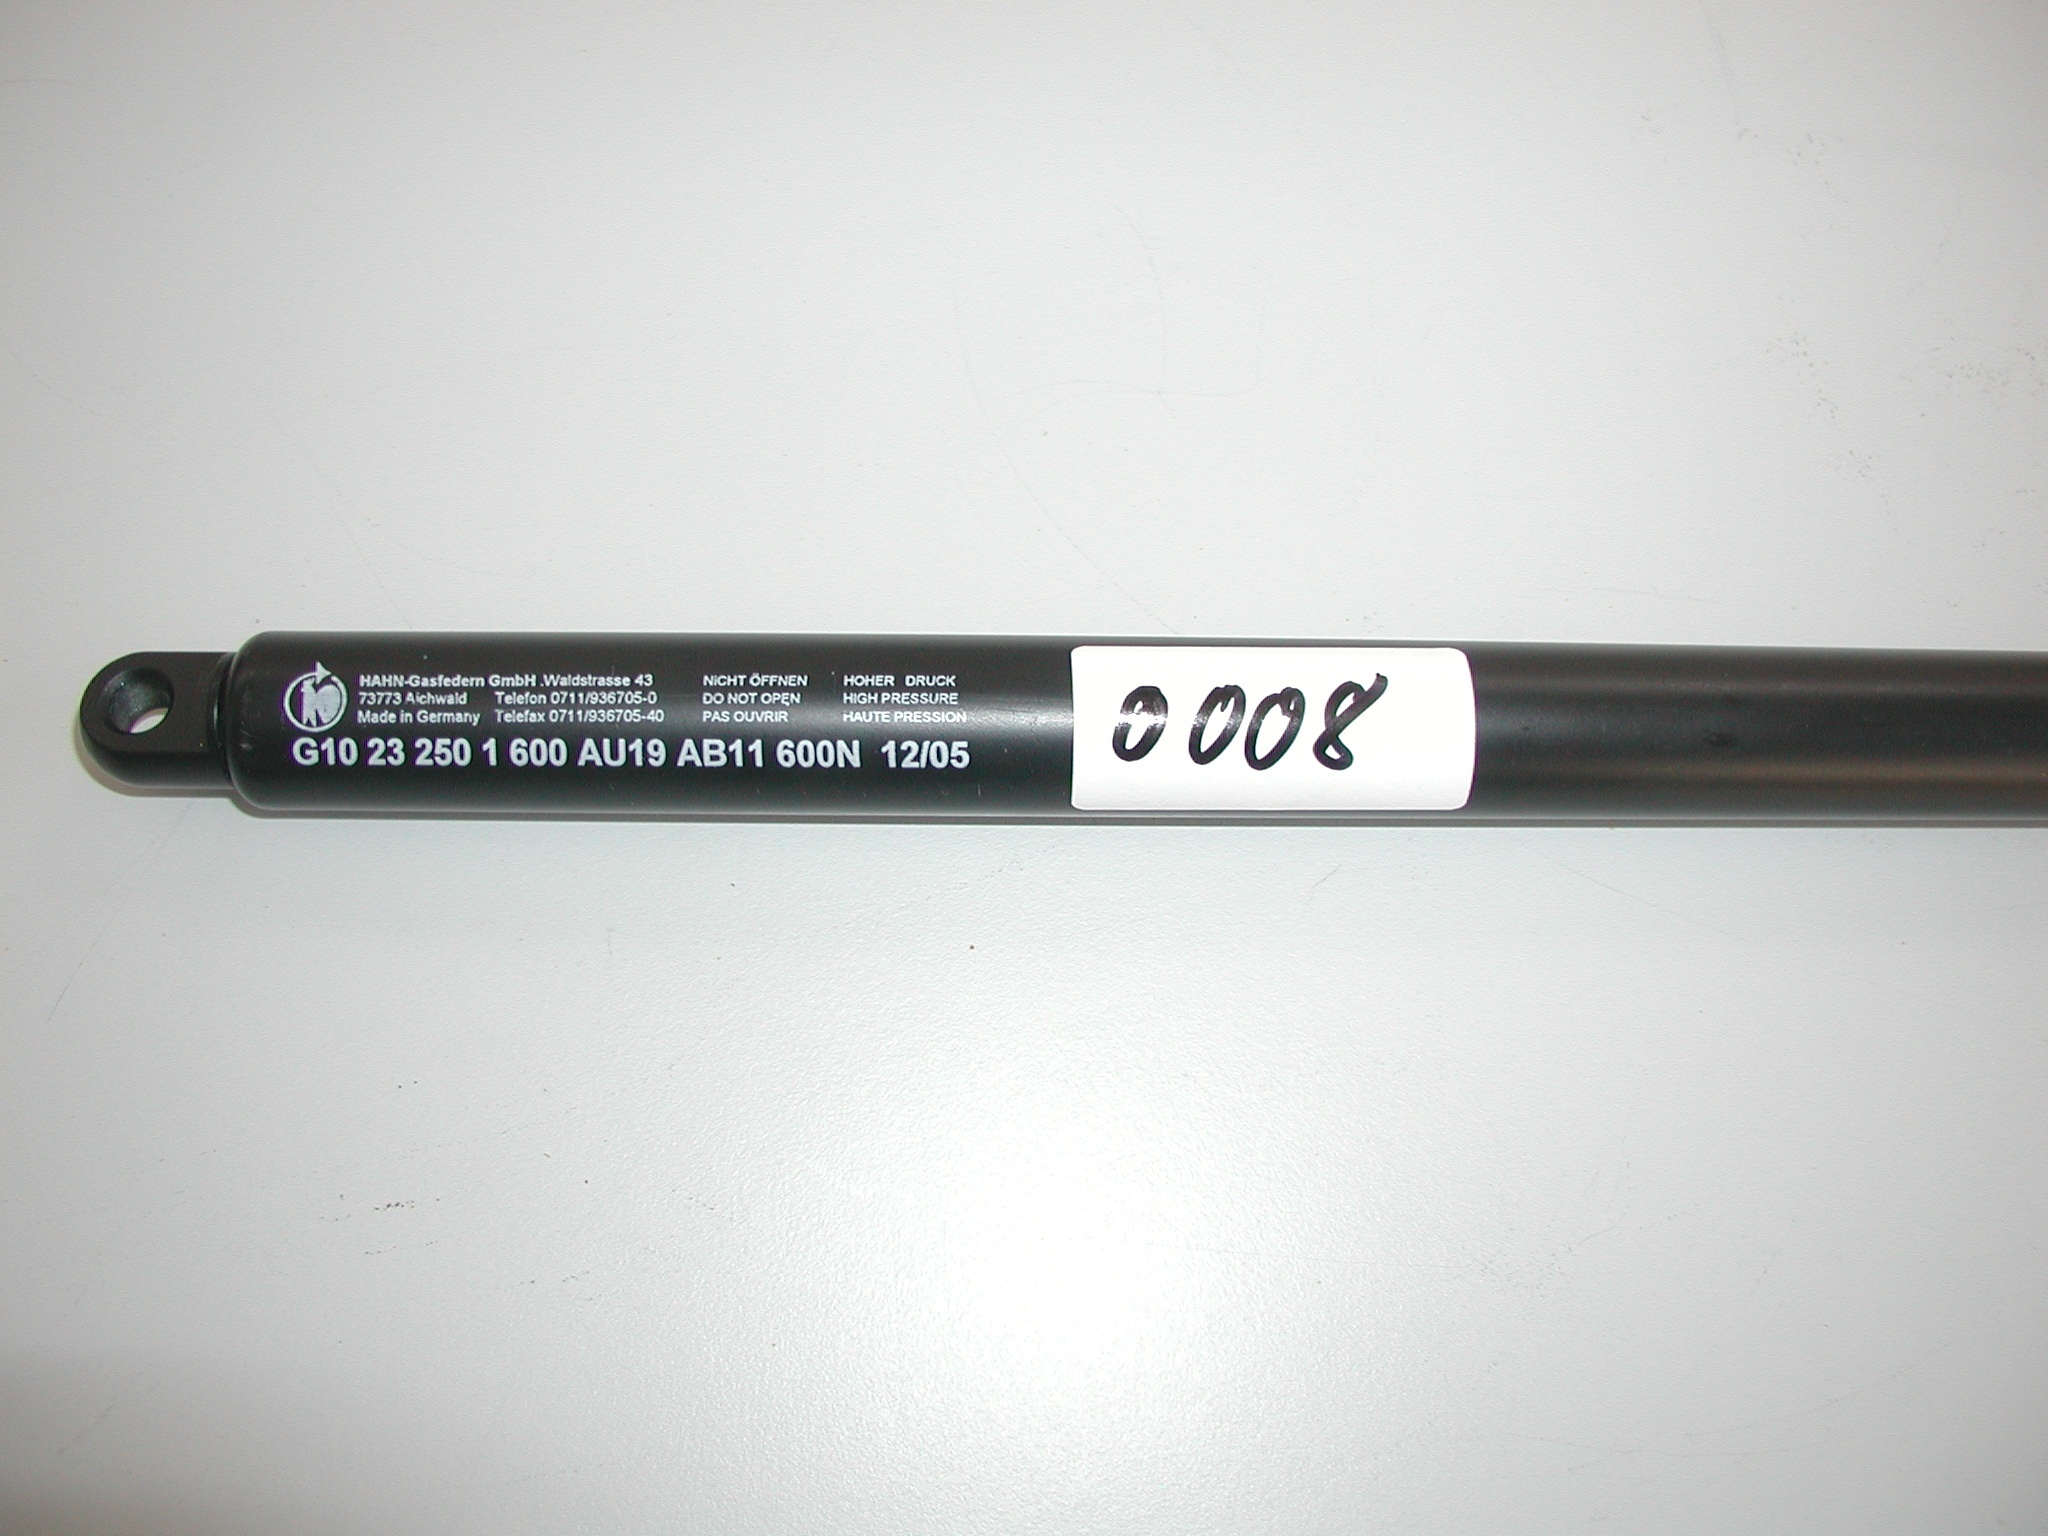 HAHN-Gasfedern GmbH .Waldstrasse 43 NICHT ÖFFNEN HOHER DRUCK
73773 Aichwald Telefon 0711/936705-0 DO NOT OPEN HIGH PRESSURE
Made in Germany Telefax 0711/936705-40 PAS OUVRIR HAUTE PRESSION
G10 23 250 1 600 AU19 AB11 600N 12/05
0008